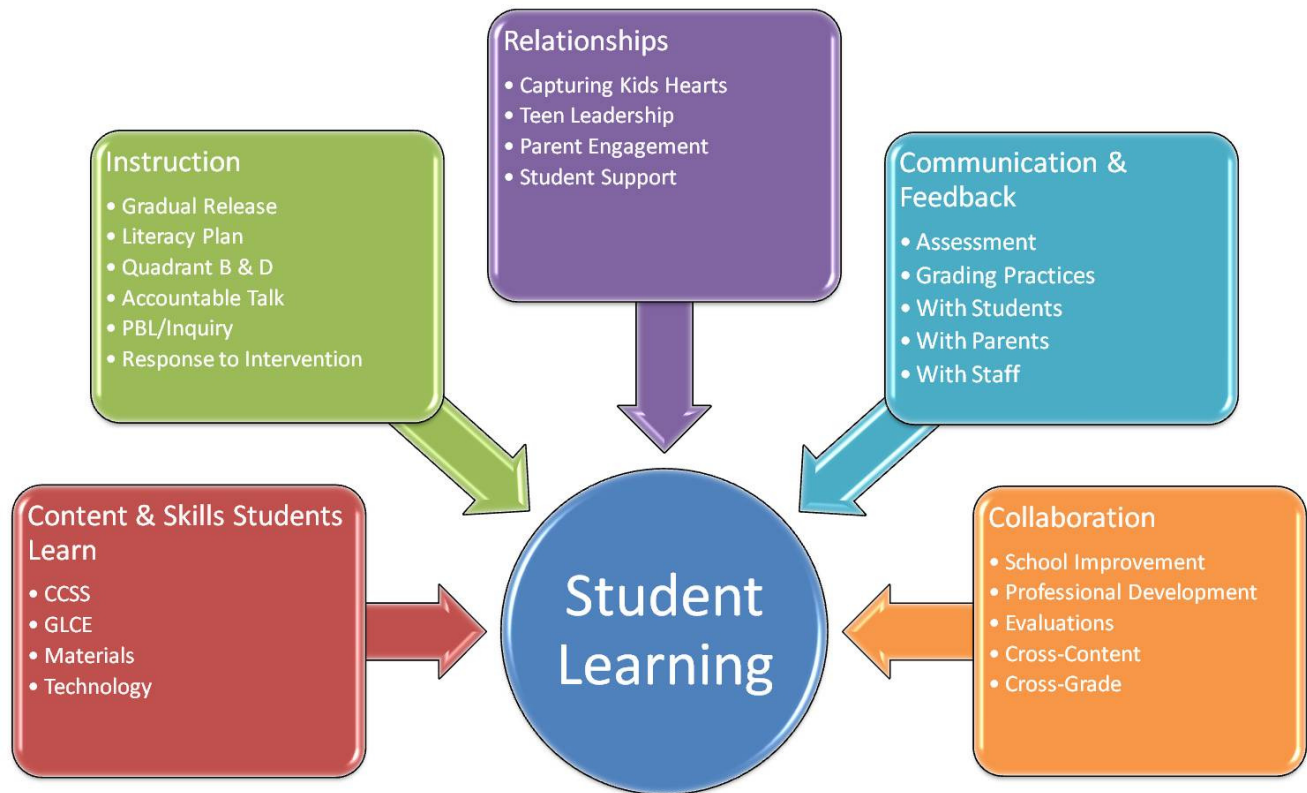 Relationships
• Capturing Kids Hearts
• Teen Leadership
• Parent Engagement
• Student Support
Instruction
• Gradual Release
• Literacy Plan
• Quadrant B & D
• Accountable Talk
• PBL/Inquiry
• Response to Intervention
Communication &
Feedback
• Assessment
• Grading Practices
• With Students
• With Parents
• With Staff
Content & Skills Students
Learn
• CCSS
• GLCE
• Materials
• Technology
Student
Learning
Collaboration
• School Improvement
• Professional Development
• Evaluations
• Cross-Content
• Cross-Grade